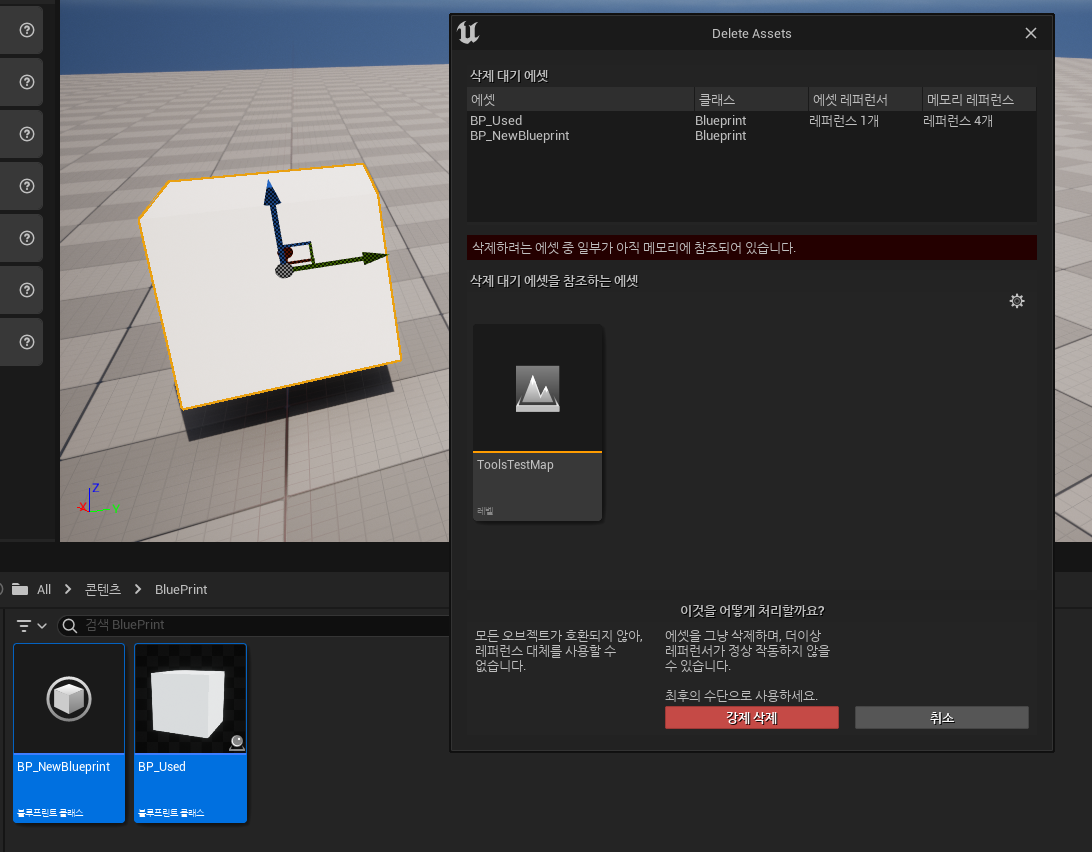 Delete Assets
삭제 대기 에셋
에셋 클래스 에셋 레퍼런서 메모리 레퍼런스
BP_Used Blueprint 레퍼런스 1개 레퍼런스 4개
BP_NewBlueprint Blueprint
삭제하려는 에셋 중 일부가 아직 메모리에 참조되어 있습니다.
삭제 대기 에셋을 참조하는 에셋
ToolsTestMap
레벨
이것을 어떻게 처리할까요?
모든 오브젝트가 호환되지 않아,
레퍼런스 대체를 사용할 수
없습니다.
에셋을 그냥 삭제하며, 더이상
레퍼런서가 정상 작동하지 않을
수 있습니다.
최후의 수단으로 사용하세요.
강제 삭제
취소
Z
X
Y
All 콘텐츠 BluePrint
검색 BluePrint
BP_NewBlueprint
블루프린트 클래스
BP_Used
블루프린트 클래스